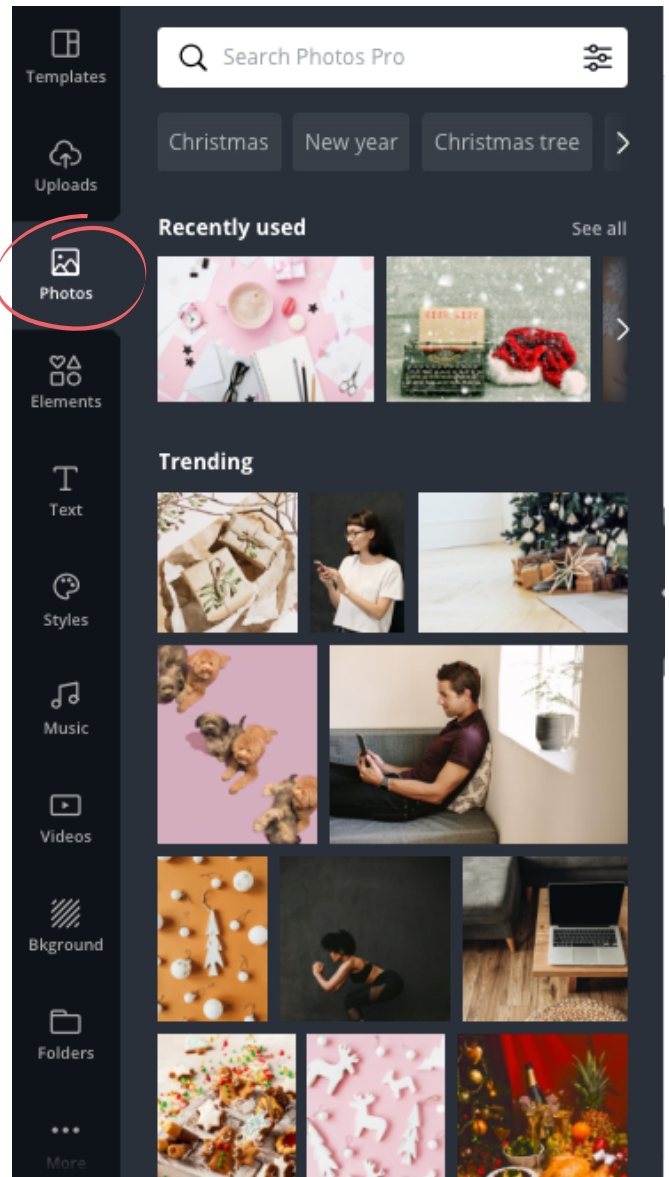 Templates
Uploads
Photos
Elements
Text
Styles
Music
Videos
Bkground
Folders
More
Search Photos Pro
Christmas
New year
Christmas tree
Recently used
See all
Trending